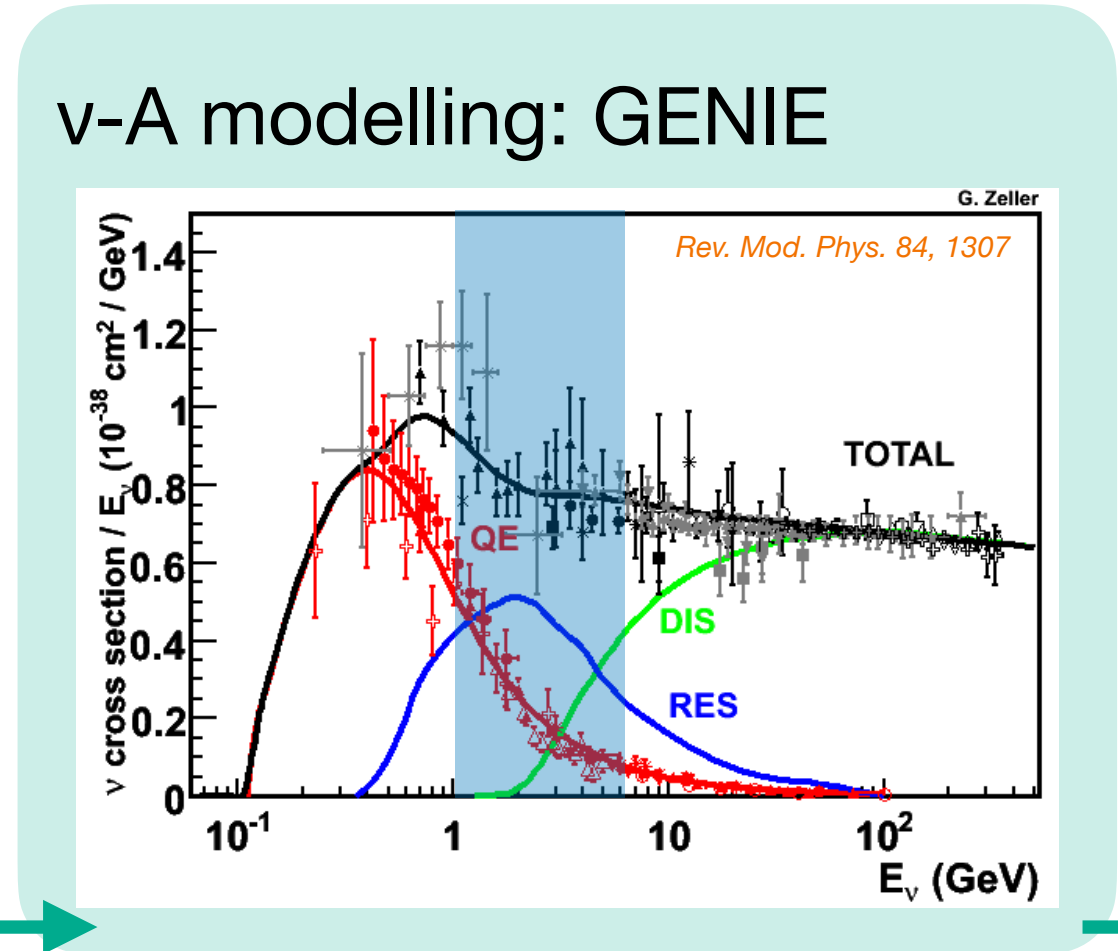 ν-A modelling: GENIE
G. Zeller
Rev. Mod. Phys. 84, 1307
ν cross section / Eν (10⁻³⁸ cm² / GeV)
1.4
1.2
1
0.8
0.6
0.4
0.2
0
TOTAL
QE
DIS
RES
10⁻¹ 1 10 10²
Eν (GeV)